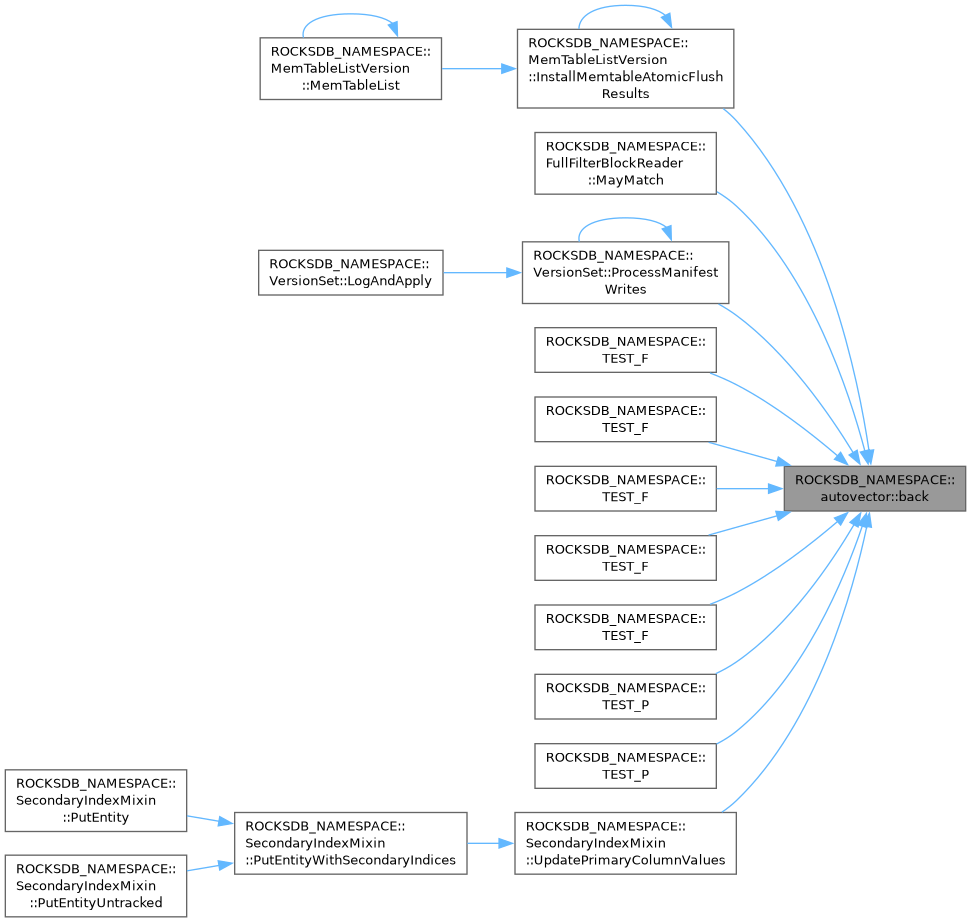 ROCKSDB_NAMESPACE::
MemTableListVersion
::MemTableList
ROCKSDB_NAMESPACE::
MemTableListVersion
::InstallMemtableAtomicFlush
Results
ROCKSDB_NAMESPACE::
FullFilterBlockReader
::MayMatch
ROCKSDB_NAMESPACE::
VersionSet::LogAndApply
ROCKSDB_NAMESPACE::
VersionSet::ProcessManifest
Writes
ROCKSDB_NAMESPACE::
TEST_F
ROCKSDB_NAMESPACE::
TEST_F
ROCKSDB_NAMESPACE::
TEST_F
ROCKSDB_NAMESPACE::
autovector::back
ROCKSDB_NAMESPACE::
TEST_F
ROCKSDB_NAMESPACE::
TEST_F
ROCKSDB_NAMESPACE::
TEST_P
ROCKSDB_NAMESPACE::
TEST_P
ROCKSDB_NAMESPACE::
SecondaryIndexMixin
::PutEntity
ROCKSDB_NAMESPACE::
SecondaryIndexMixin
::PutEntityWithSecondaryIndices
ROCKSDB_NAMESPACE::
SecondaryIndexMixin
::UpdatePrimaryColumnValues
ROCKSDB_NAMESPACE::
SecondaryIndexMixin
::PutEntityUntracked